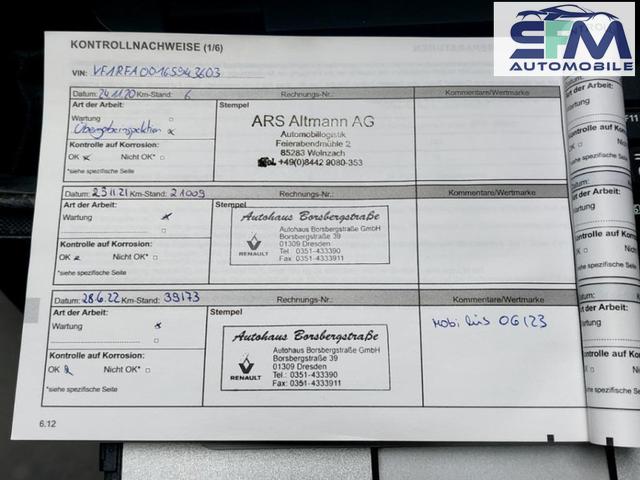 SFM
AUTOMOBILE
KONTROLLNACHWEISE (1/6)
VIN:
Datum: 24.11.20 Km-Stand: 6 Rechnungs-Nr.: Kommentare/Wertmarke
Art der Arbeit: Stempel
Wartung
Übergabeinspektion x
Kontrolle auf Korrosion:
OK x Nicht OK*
*siehe spezifische Seite
ARS Altmann AG
Automobillogistik
Feierabendmühle 2
85283 Wolnzach
Tel. +49(0)8442 9080-353
Datum: 23.11.21 Km-Stand: 21009 Rechnungs-Nr.: Kommentare/Wertmarke
Art der Arbeit: Stempel
Wartung x
Kontrolle auf Korrosion:
OK x Nicht OK*
*siehe spezifische Seite
Autohaus Borsbergstraße
Autohaus Borsbergstraße GmbH
Borsbergstraße 39
01309 Dresden
Tel.: 0351-433390
Fax 0351-4333911
RENAULT
Datum: 28.6.22 Km-Stand: 39173 Rechnungs-Nr.: Kommentare/Wertmarke
Art der Arbeit: Stempel
Wartung x
Kontrolle auf Korrosion:
OK x Nicht OK*
*siehe spezifische Seite
Autohaus Borsbergstraße
Autohaus Borsbergstraße GmbH
Borsbergstraße 39
01309 Dresden
Tel.: 0351-433390
Fax: 0351-4333911
RENAULT
Mobi bis 06/23
6.12